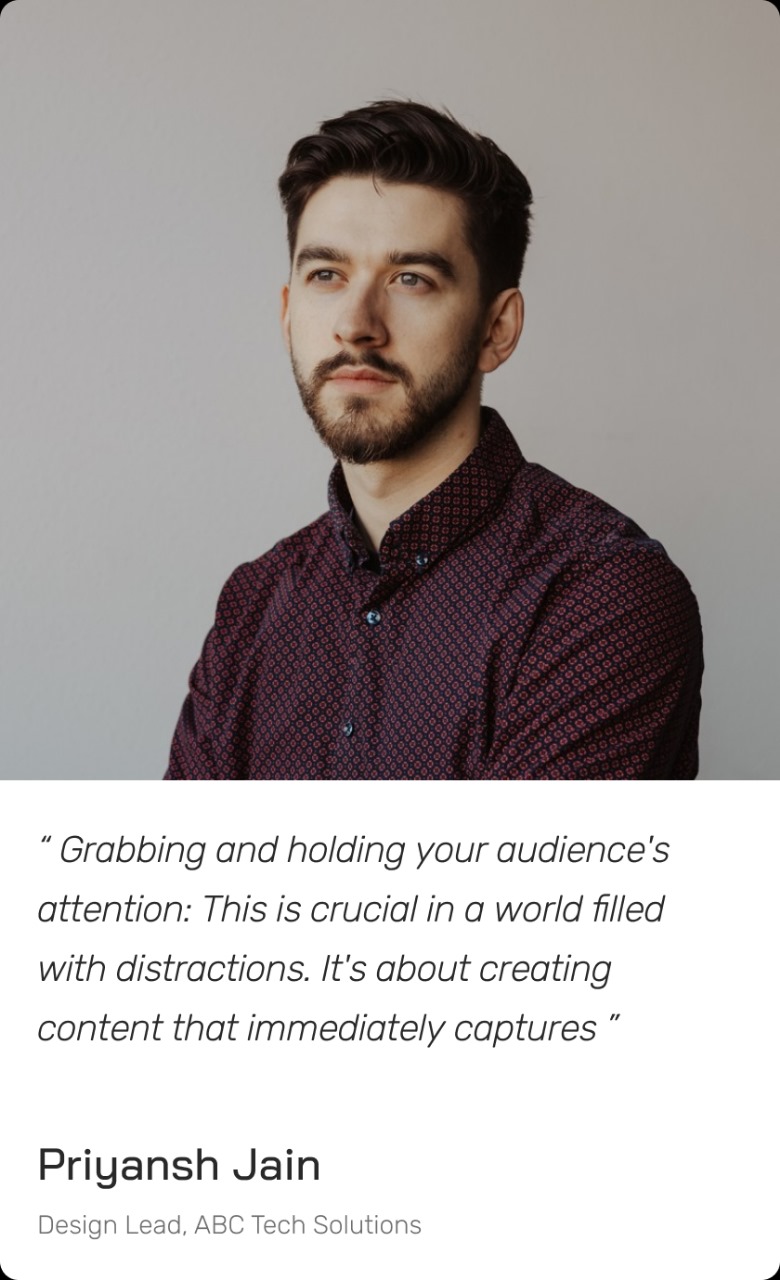 “ Grabbing and holding your audience's
attention: This is crucial in a world filled
with distractions. It's about creating
content that immediately captures ”
Priyansh Jain
Design Lead, ABC Tech Solutions